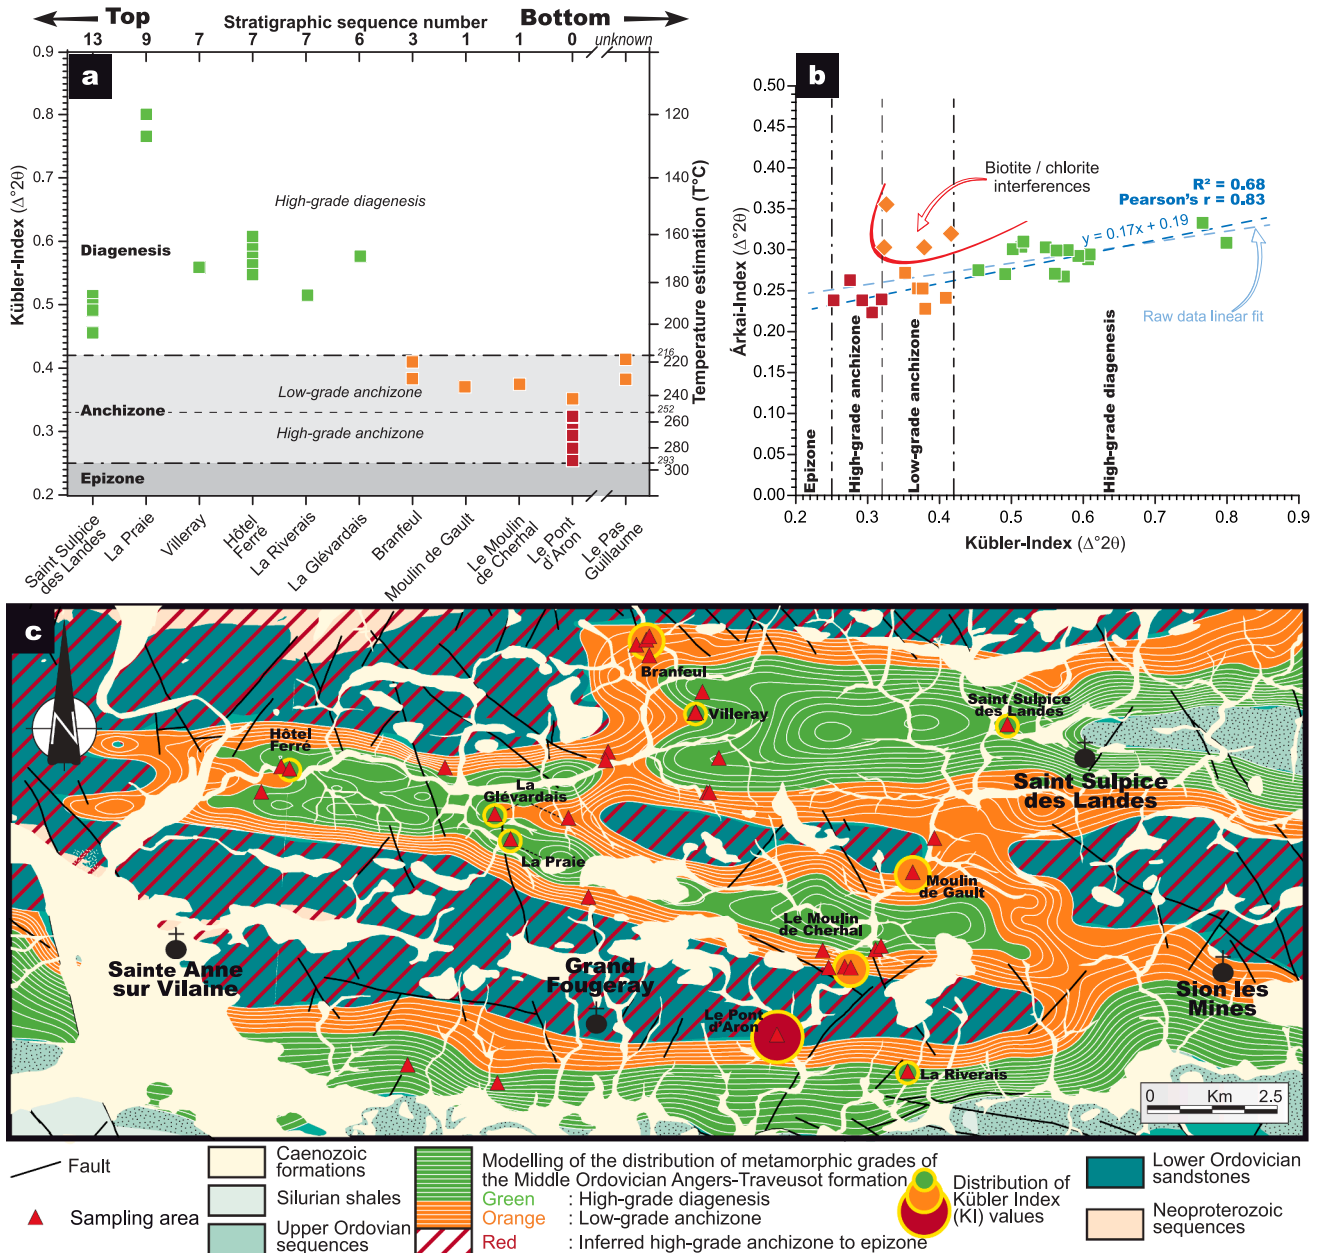 Top
Stratigraphic sequence number
Bottom
13 9 7 7 7 6 3 1 1 0 unknown
a
0.9
0.8
0.7
0.6
0.5
0.4
0.3
0.2
Kübler-Index (Δ°2θ)
120
140
160
180
200
216
220
240
252
260
280
293
300
Temperature estimation (T°C)
High-grade diagenesis
Diagenesis
Low-grade anchizone
Anchizone
High-grade anchizone
Epizone
Saint Sulpice
des Landes
La Praie
Villeray
Hôtel
Ferré
La Riverais
La Glévardais
Branfeul
Moulin de Gault
Le Moulin
de Cherhal
Le Pont
d'Aron
Le Pas
Guillaume
b
0.50
0.45
0.40
0.35
0.30
0.25
0.20
0.15
0.10
0.05
0.00
Árkai-Index (Δ°2θ)
Biotite / chlorite
interferences
R² = 0.68
Pearson's r = 0.83
y = 0.17x + 0.19
Raw data linear fit
Epizone
High-grade anchizone
Low-grade anchizone
High-grade diagenesis
0.2 0.3 0.4 0.5 0.6 0.7 0.8 0.9
Kübler-Index (Δ°2θ)
c
N
Branfeul
Villeray
Saint Sulpice
des Landes
Hôtel
Ferré
La
Glévardais
Saint Sulpice
des Landes
La Praie
Moulin
de Gault
Le Moulin
de Cherhal
Sainte Anne
sur Vilaine
Grand
Fougeray
Sion les
Mines
Le Pont
d'Aron
La Riverais
0 Km 2.5
Fault
Sampling area
Caenozoic
formations
Silurian shales
Upper Ordovian
sequences
Modelling of the distribution of metamorphic grades of
the Middle Ordovician Angers-Traveusot formation
Green : High-grade diagenesis
Orange : Low-grade anchizone
Red : Inferred high-grade anchizone to epizone
Distribution of
Kübler Index
(KI) values
Lower Ordovician
sandstones
Neoproterozoic
sequences